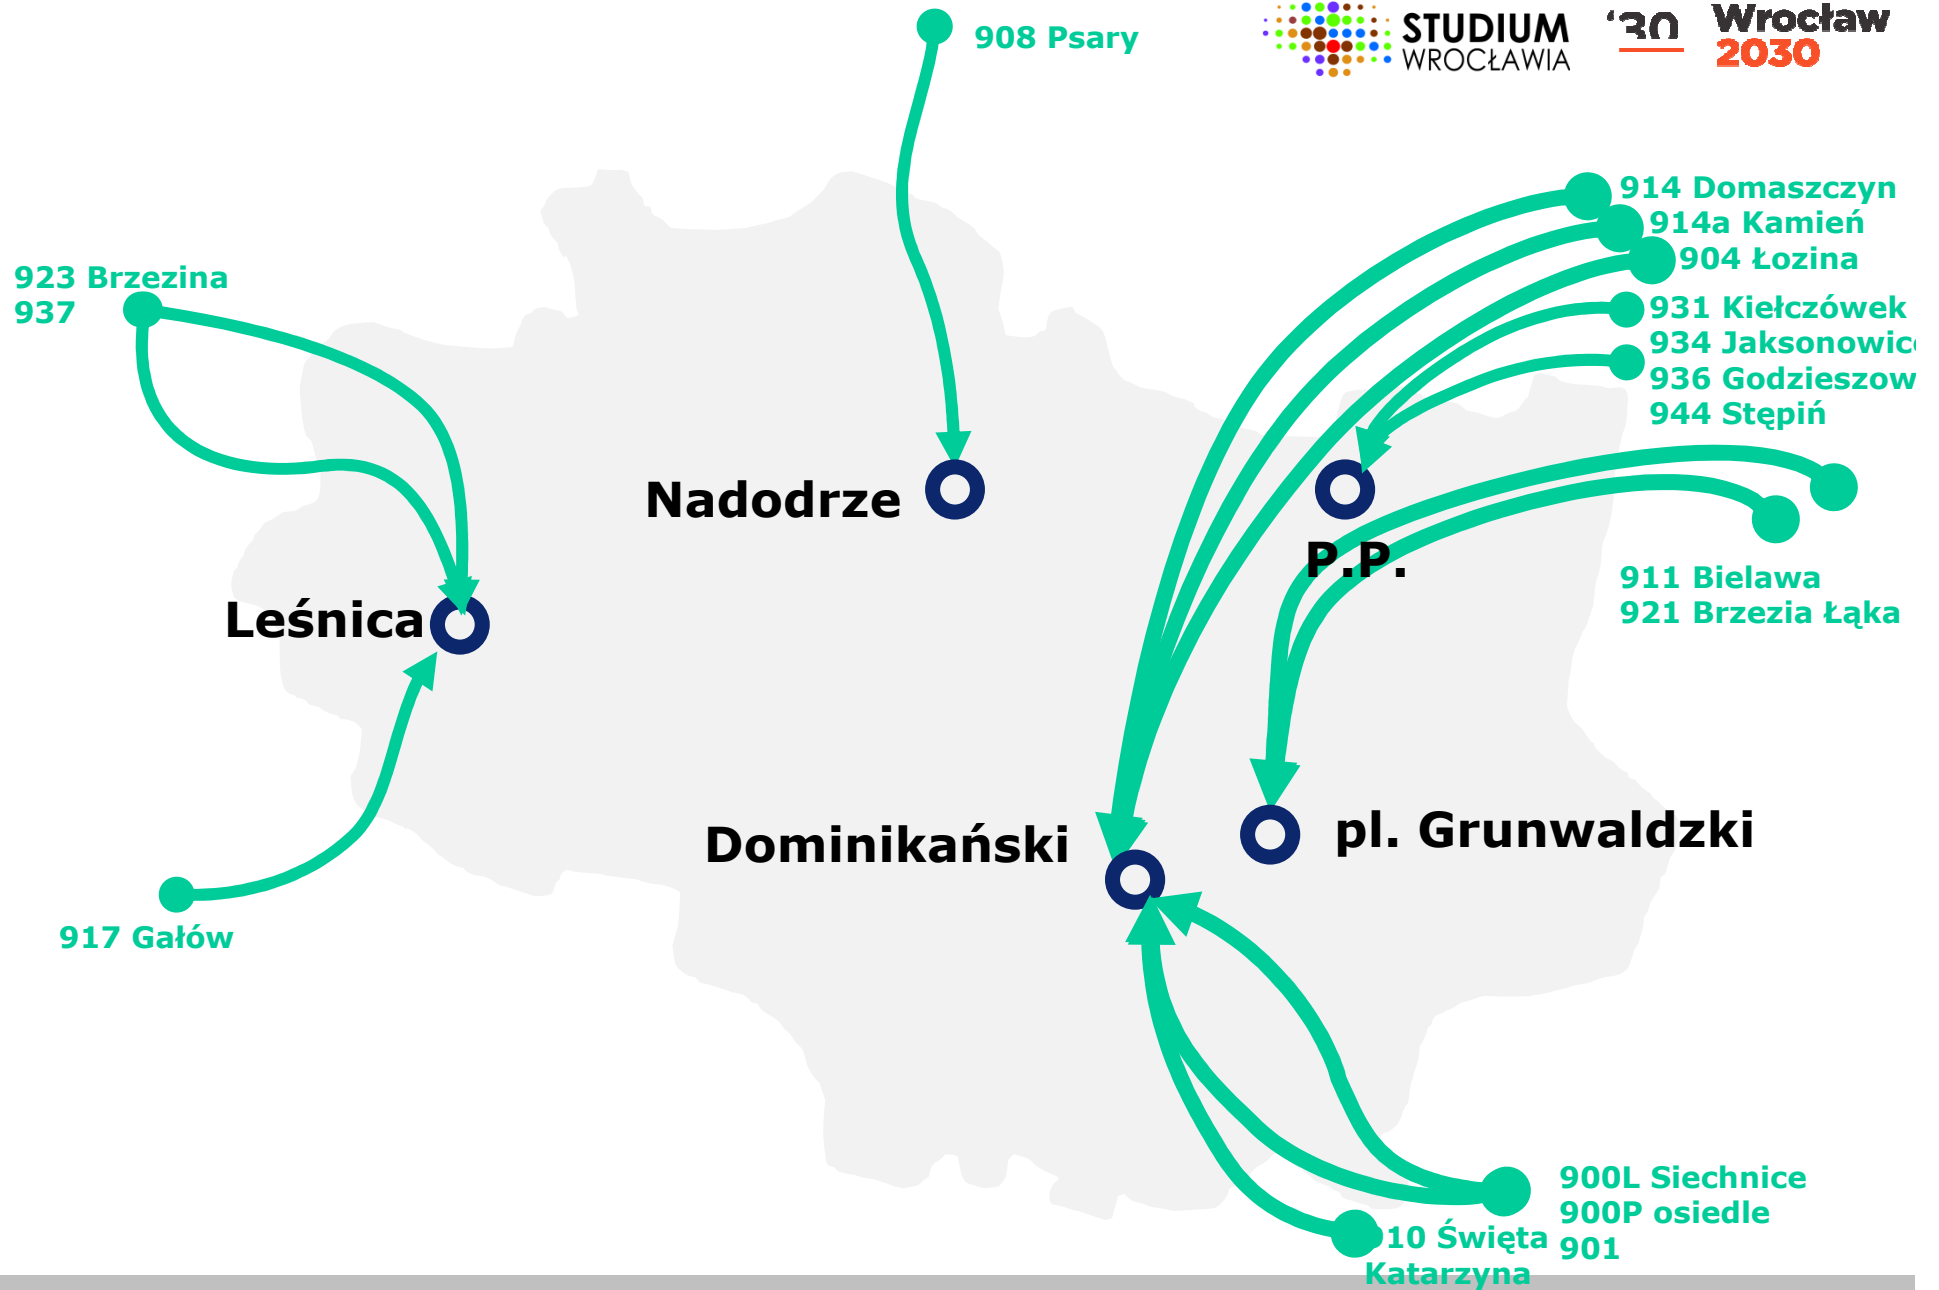 908 Psary
STUDIUM
WROCŁAWIA
‘30
Wrocław
2030
914 Domaszczyn
914a Kamień
904 Łozina
923 Brzezina
937
931 Kiełczówek
934
936
944 Stępiń
Nadodrze
P.P.
911 Bielawa
921 Brzezia Łąka
Leśnica
Dominikański
pl. Grunwaldzki
917 Gałów
900L Siechnice
900P osiedle
901
10 Święta
Katarzyna